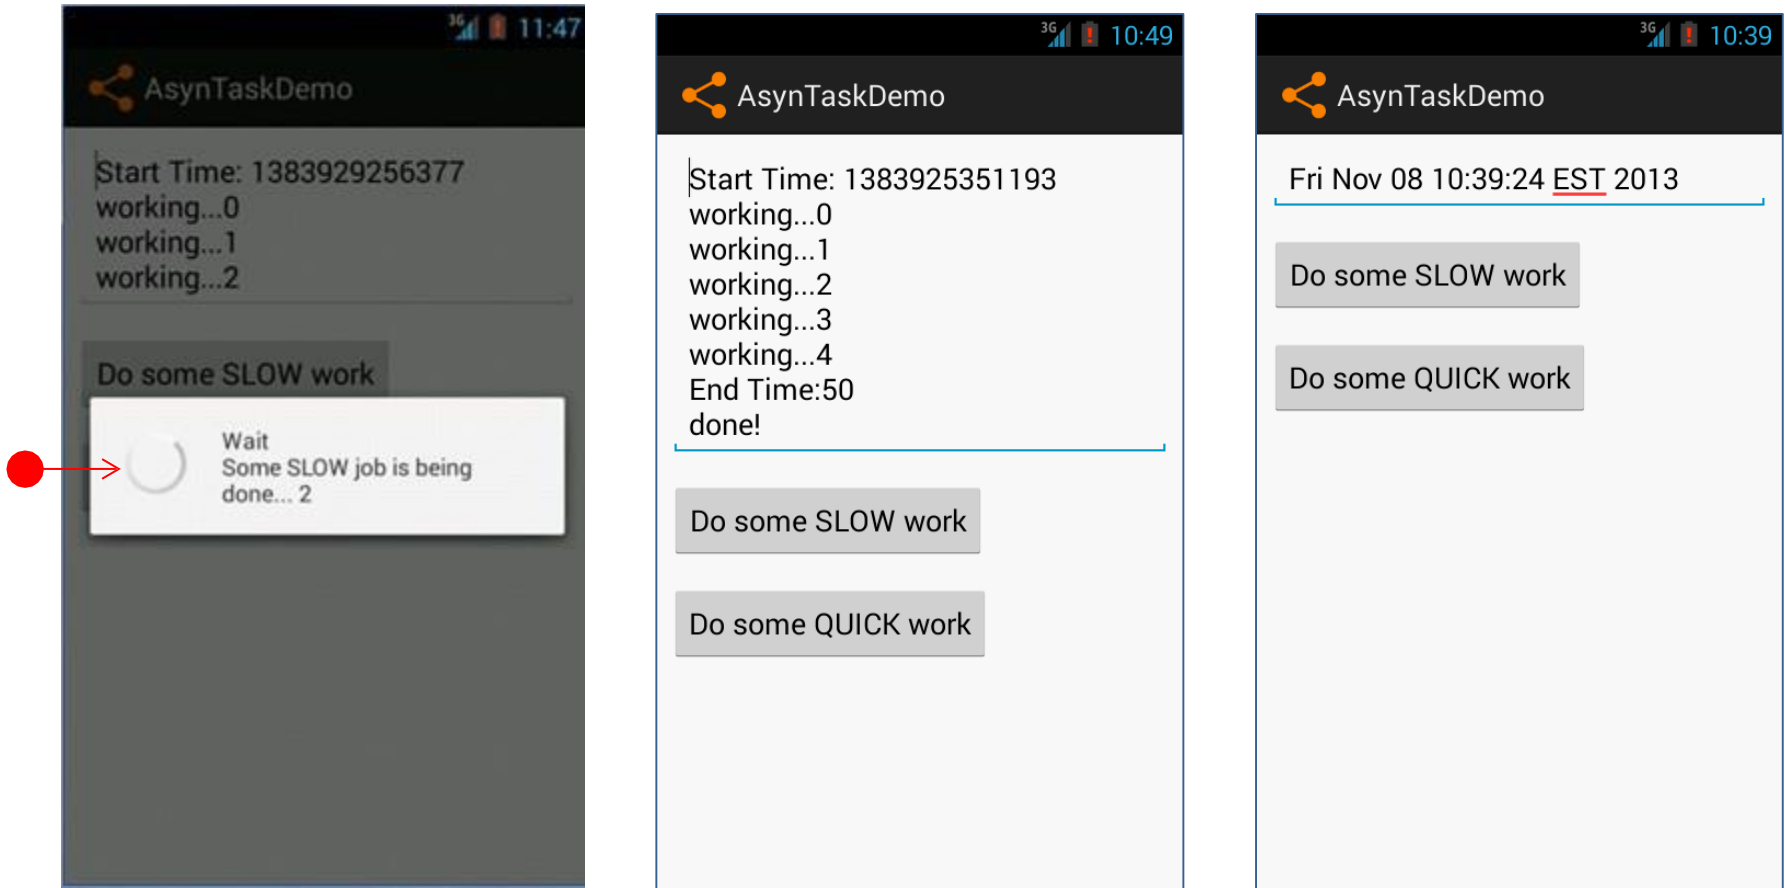 3G 11:47
AsynTaskDemo
Start Time: 1383929256377
working...0
working...1
working...2
Do some SLOW work
Wait
Some SLOW job is being
done... 2
3G 10:49
AsynTaskDemo
Start Time: 1383925351193
working...0
working...1
working...2
working...3
working...4
End Time:50
done!
Do some SLOW work
Do some QUICK work
3G 10:39
AsynTaskDemo
Fri Nov 08 10:39:24 EST 2013
Do some SLOW work
Do some QUICK work